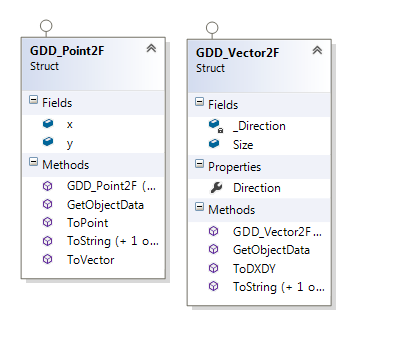 GDD_Point2F
Struct
Fields
x
y
Methods
GDD_Point2F (...
GetObjectData
ToPoint
ToString (+ 1 o...
ToVector
GDD_Vector2F
Struct
Fields
_Direction
Size
Properties
Direction
Methods
GDD_Vector2F...
GetObjectData
ToDXDY
ToString (+ 1 o...